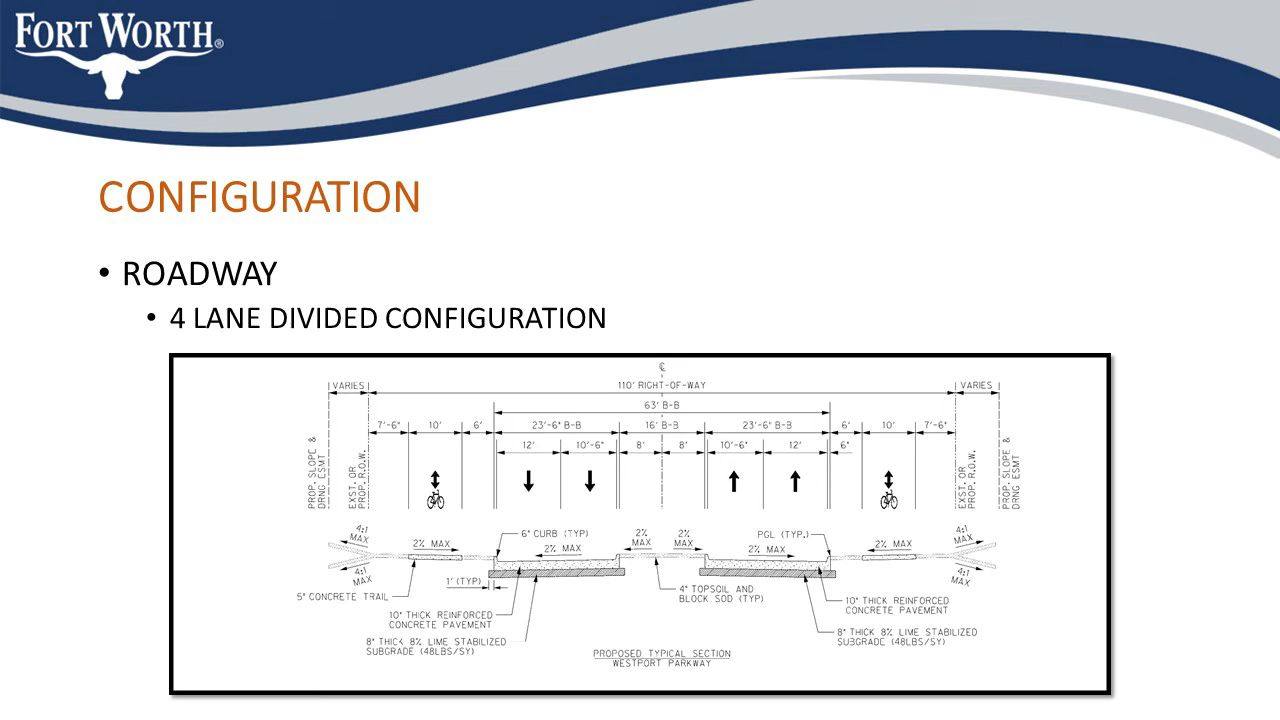 FORT WORTH®
CONFIGURATION
• ROADWAY
• 4 LANE DIVIDED CONFIGURATION
℄
VARIES 110' RIGHT-OF-WAY VARIES
63' B-B
7'-6" 10' 6' 23'-6" B-B 16' B-B 23'-6" B-B 6' 10' 7'-6"
12' 10'-6" 8' 8' 10'-6" 12' 6"
PROP. SLOPE &
DRNG ESMT
EXST. OR
PROP. R.O.W.
EXST. OR
PROP. R.O.W.
PROP. SLOPE &
DRNG ESMT
4:1
MAX
2% MAX
6" CURB (TYP)
2% MAX
2%
MAX
2%
MAX
PGL (TYP.)
2% MAX
2% MAX
4:1
MAX
4:1
MAX
4:1
MAX
1' (TYP)
5" CONCRETE TRAIL
4" TOPSOIL AND
BLOCK SOD (TYP)
10" THICK REINFORCED
CONCRETE PAVEMENT
10" THICK REINFORCED
CONCRETE PAVEMENT
8" THICK 8% LIME STABILIZED
SUBGRADE (48LBS/SY)
8" THICK 8% LIME STABILIZED
SUBGRADE (48LBS/SY)
PROPOSED TYPICAL SECTION
WESTPORT PARKWAY